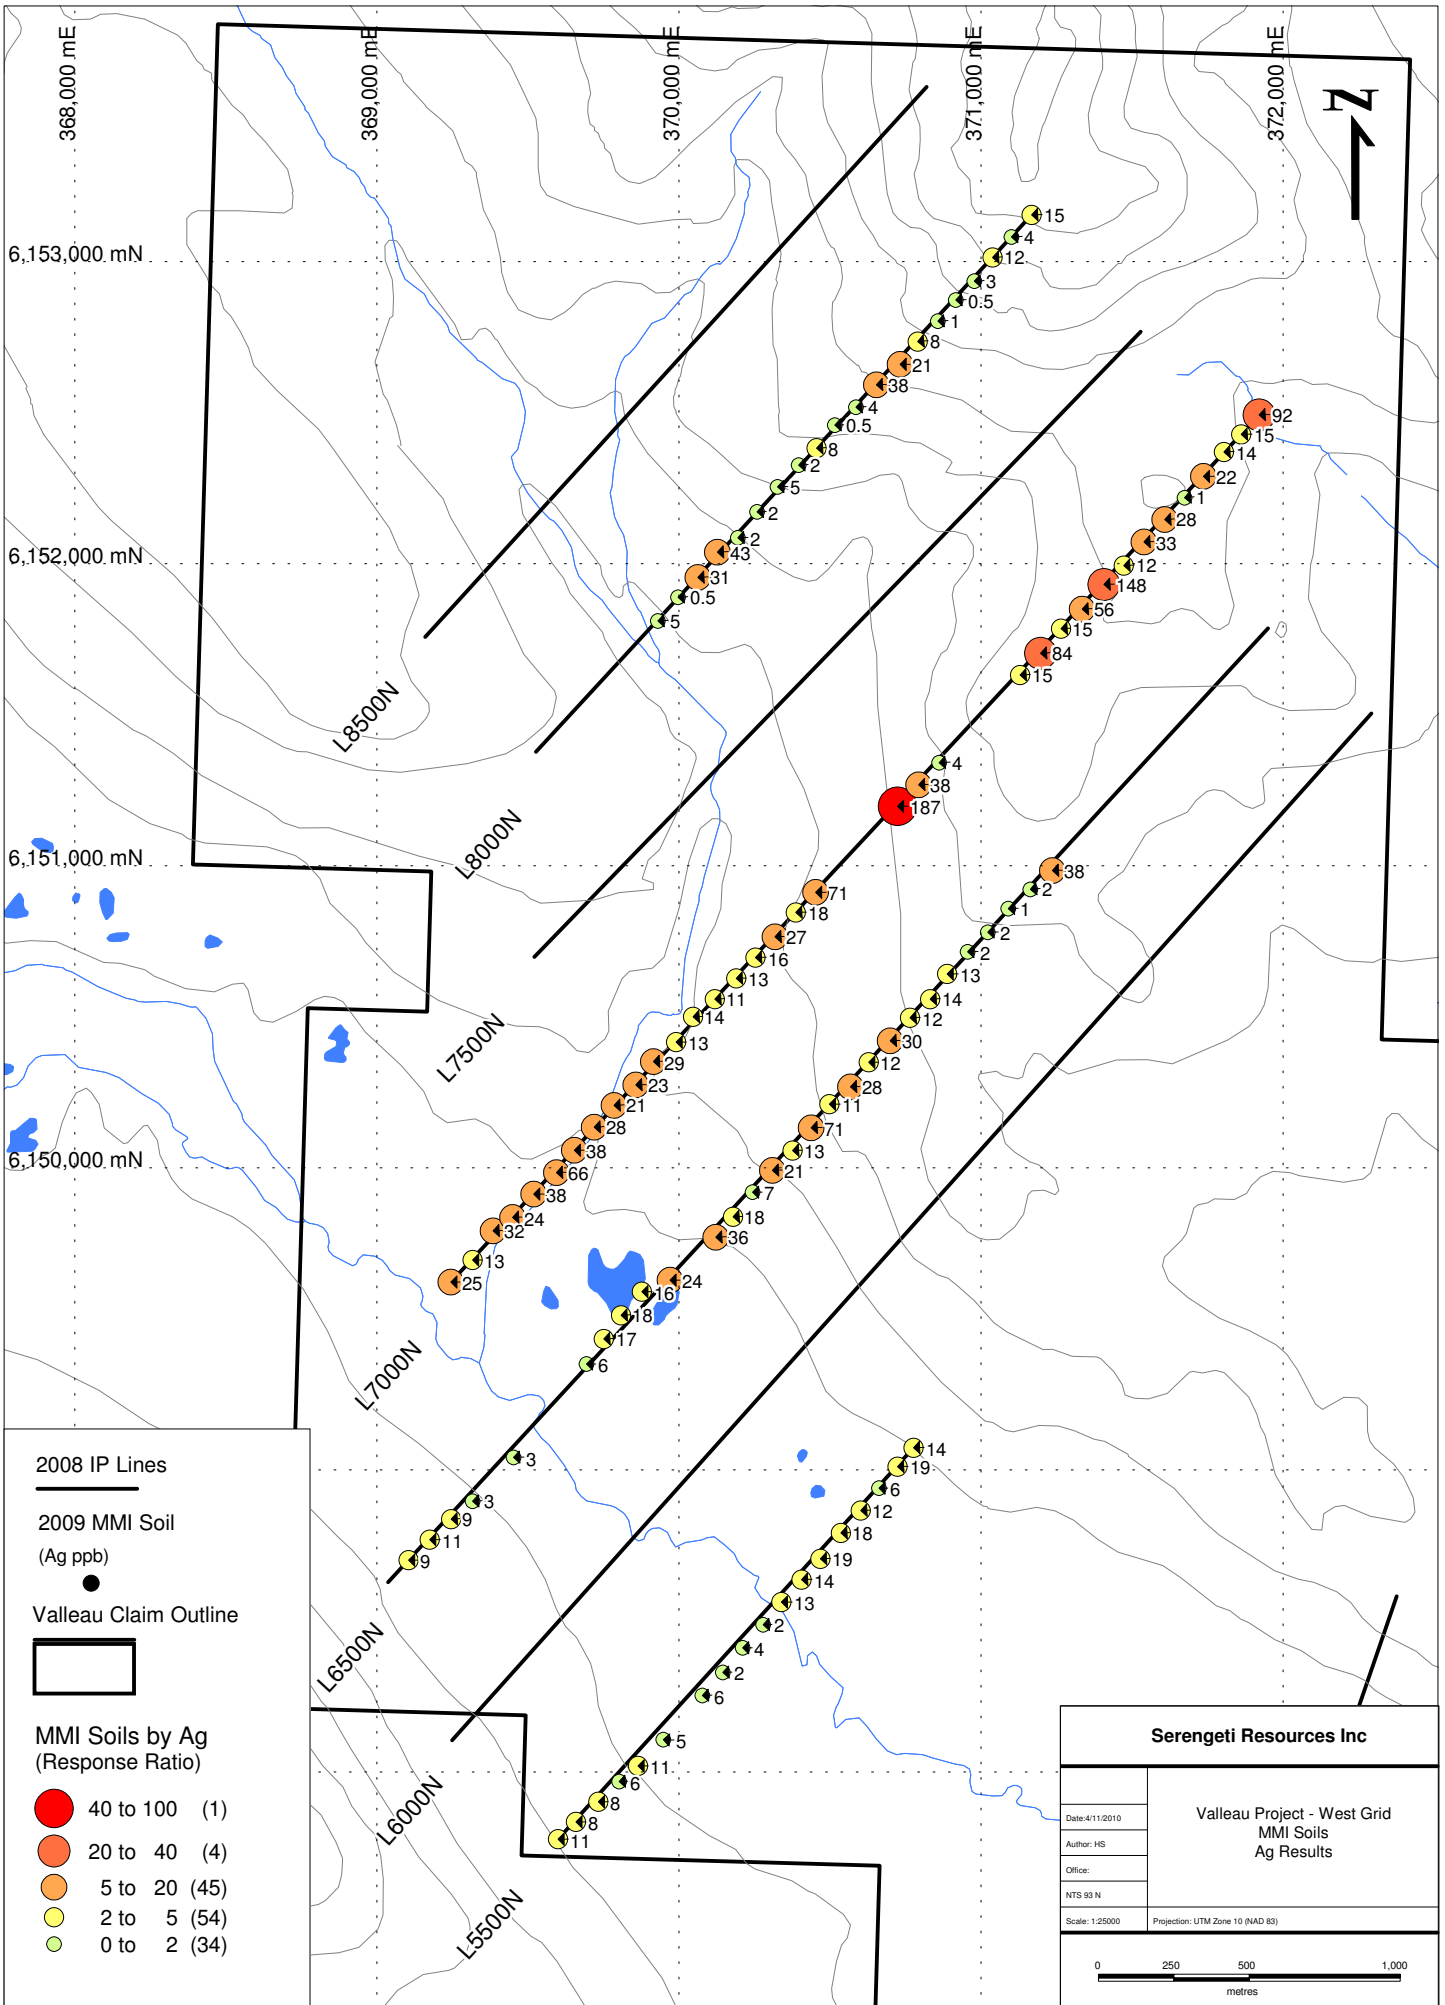 368,000 mE
369,000 mE
370,000 mE
371,000 mE
372,000 mE
N
6,153,000 mN
6,152,000 mN
6,151,000 mN
6,150,000 mN
15
4
12
3
0.5
1
8
21
38
4
0.5
8
2
5
2
2
43
31
0.5
5
L8500N
92
15
14
22
1
28
33
12
148
56
15
84
15
4
38
187
71
18
27
16
13
11
14
13
29
23
21
28
38
66
38
24
32
13
25
L8000N
L7500N
38
2
1
2
2
13
14
12
30
12
28
11
71
13
21
7
18
36
24
16
18
17
6
3
3
9
11
9
L7000N
L6500N
14
19
6
12
18
19
14
13
2
4
2
6
5
11
6
8
8
11
L6000N
L5500N
2008 IP Lines
2009 MMI Soil
(Ag ppb)
Valleau Claim Outline
MMI Soils by Ag
(Response Ratio)
40 to 100 (1)
20 to 40 (4)
5 to 20 (45)
2 to 5 (54)
0 to 2 (34)
Serengeti Resources Inc
Date:4/11/2010
Author: HS
Office:
NTS 93 N
Scale: 1:25000
Valleau Project - West Grid
MMI Soils
Ag Results
Projection: UTM Zone 10 (NAD 83)
0 250 500 1,000
metres